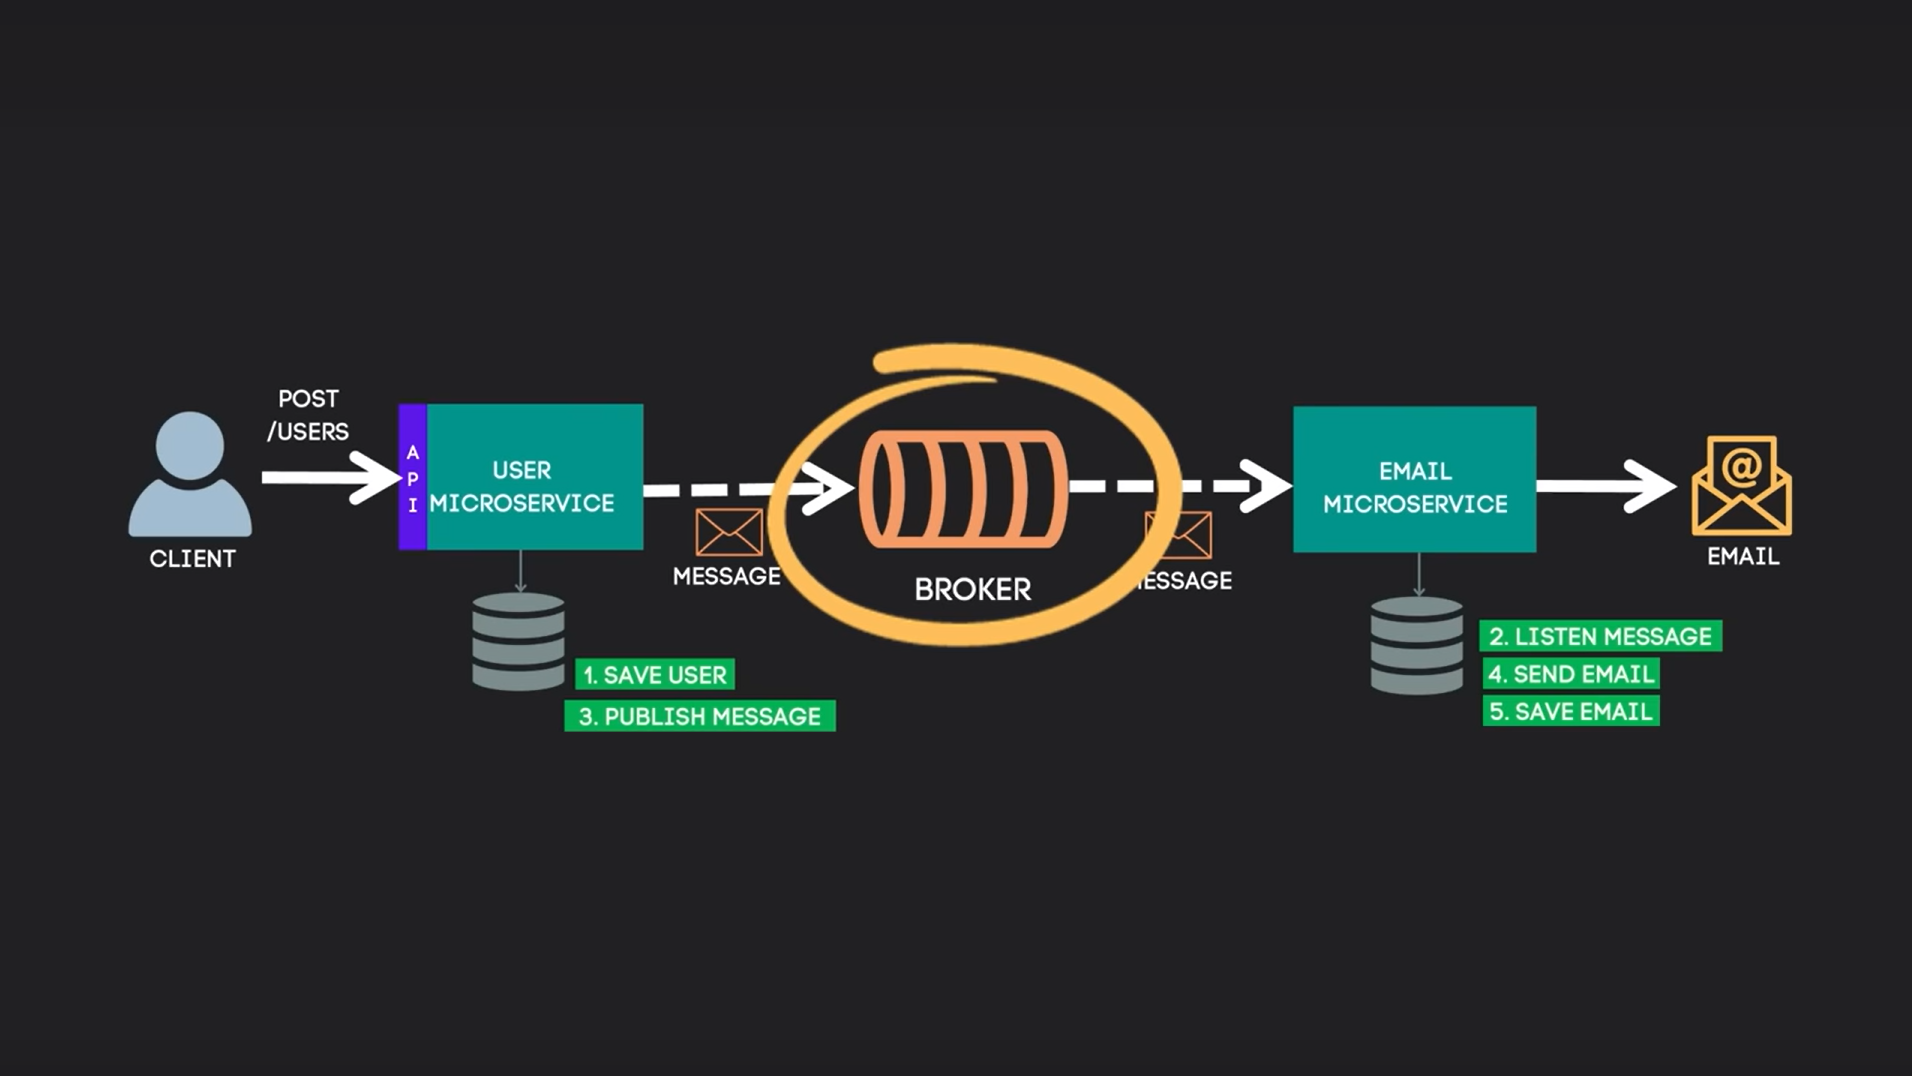 POST
/USERS
CLIENT
API
USER
MICROSERVICE
MESSAGE
BROKER
ESSAGE
EMAIL
MICROSERVICE
EMAIL
1. SAVE USER
3. PUBLISH MESSAGE
2. LISTEN MESSAGE
4. SEND EMAIL
5. SAVE EMAIL